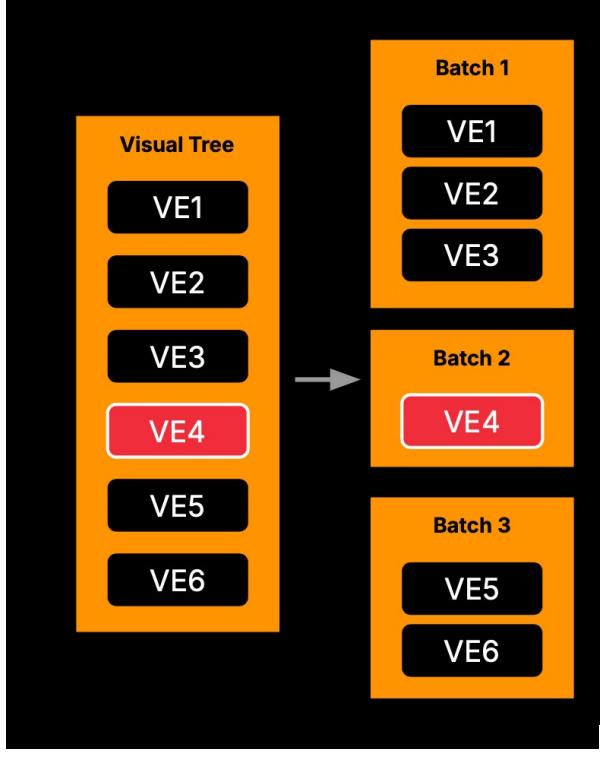 Visual Tree
VE1
VE2
VE3
VE4
VE5
VE6
Batch 1
VE1
VE2
VE3
Batch 2
VE4
Batch 3
VE5
VE6